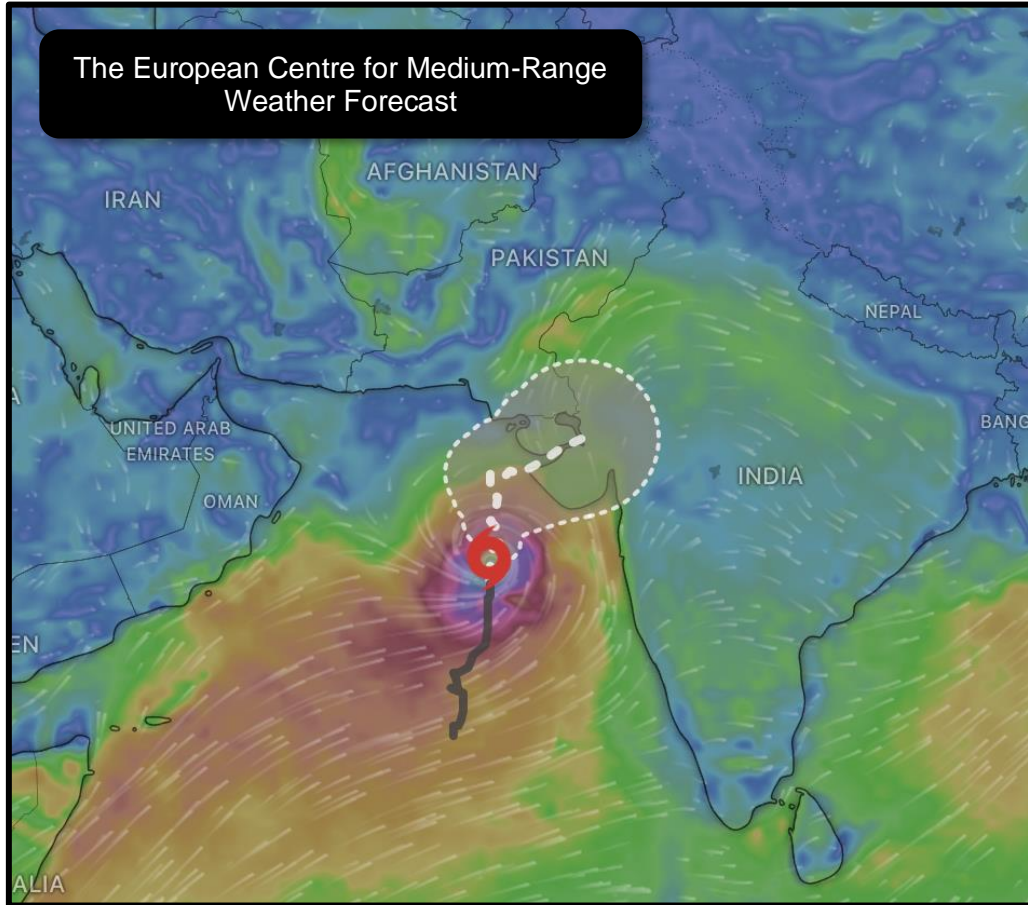 The European Centre for Medium-Range
Weather Forecast
AFGHANISTAN
IRAN
PAKISTAN
NEPAL
A
UNITED ARAB
EMIRATES
BANG
INDIA
OMAN
EN
ALIA